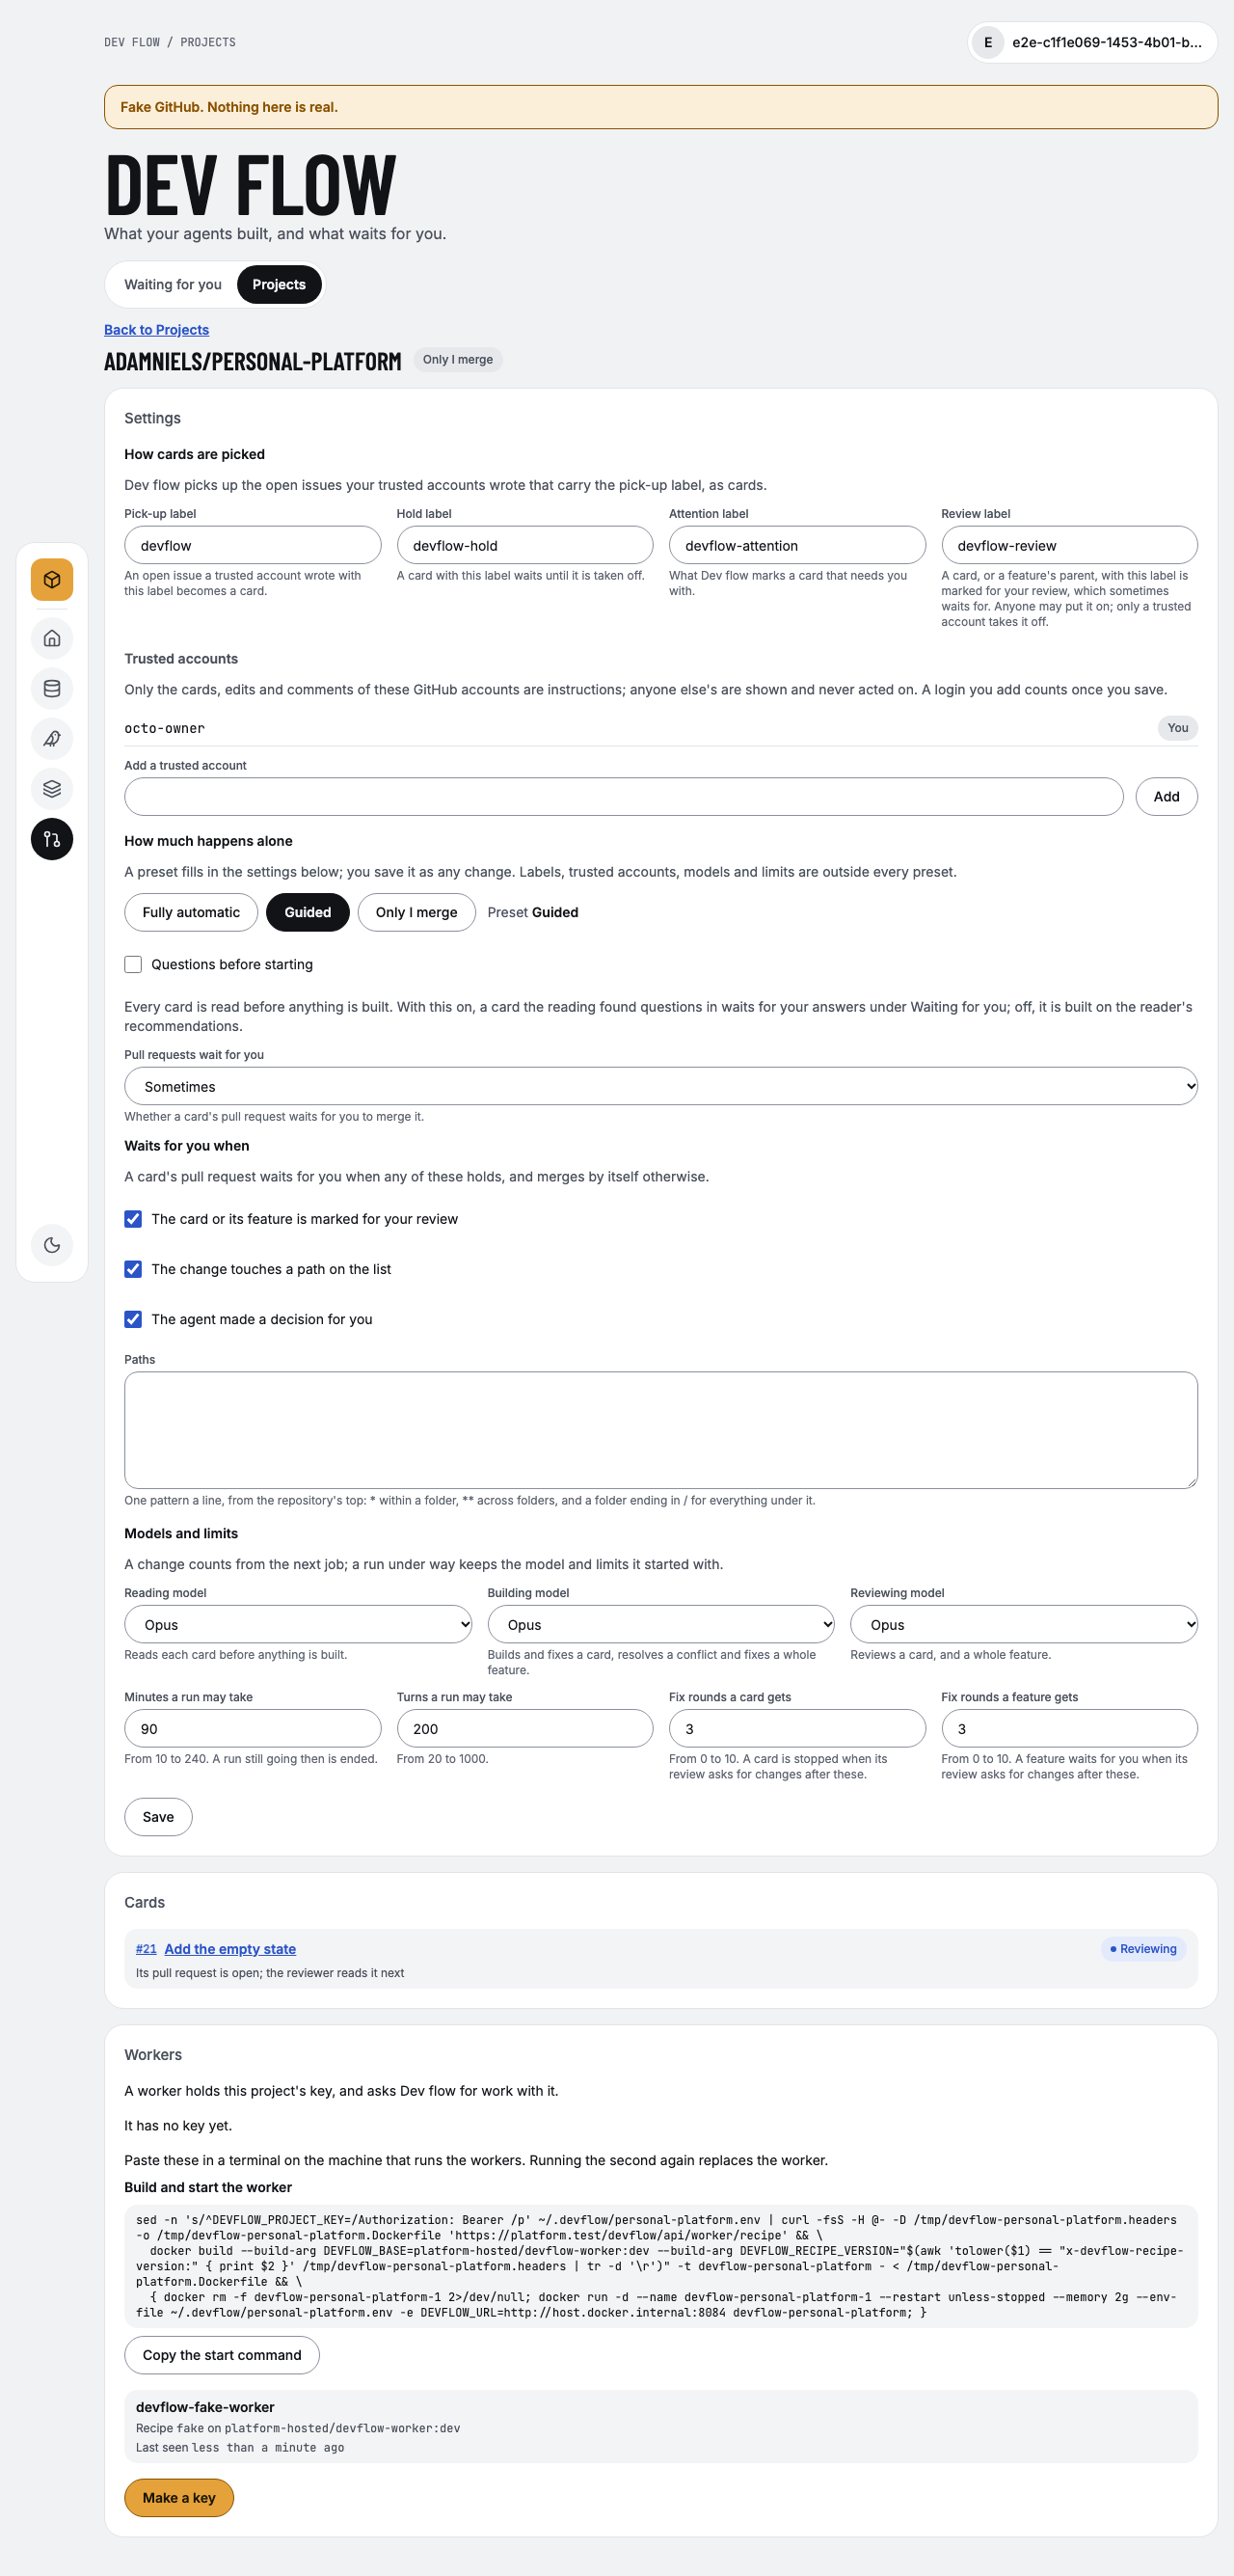 DEV FLOW / PROJECTS
E e2e-c1f1e069-1453-4b01-b...
Fake GitHub. Nothing here is real.
DEV FLOW
What your agents built, and what waits for you.
Waiting for you Projects
Back to Projects
ADAMNIELS/PERSONAL-PLATFORM Only I merge
Settings
How cards are picked
Dev flow picks up the open issues your trusted accounts wrote that carry the pick-up label, as cards.
Pick-up label
devflow
An open issue a trusted account wrote with
this label becomes a card.
Hold label
devflow-hold
A card with this label waits until it is taken off.
Attention label
devflow-attention
What Dev flow marks a card that needs you
with.
Review label
devflow-review
A card, or a feature's parent, with this label is
marked for your review, which sometimes
waits for. Anyone may put it on; only a trusted
account takes it off.
Trusted accounts
Only the cards, edits and comments of these GitHub accounts are instructions; anyone else's are shown and never acted on. A login you add counts once you save.
octo-owner You
Add a trusted account
Add
How much happens alone
A preset fills in the settings below; you save it as any change. Labels, trusted accounts, models and limits are outside every preset.
Fully automatic Guided Only I merge Preset Guided
Questions before starting
Every card is read before anything is built. With this on, a card the reading found questions in waits for your answers under Waiting for you; off, it is built on the reader's
recommendations.
Pull requests wait for you
Sometimes
Whether a card's pull request waits for you to merge it.
Waits for you when
A card's pull request waits for you when any of these holds, and merges by itself otherwise.
The card or its feature is marked for your review
The change touches a path on the list
The agent made a decision for you
Paths
One pattern a line, from the repository's top: * within a folder, ** across folders, and a folder ending in / for everything under it.
Models and limits
A change counts from the next job; a run under way keeps the model and limits it started with.
Reading model
Opus
Reads each card before anything is built.
Building model
Opus
Builds and fixes a card, resolves a conflict and fixes a whole
feature.
Reviewing model
Opus
Reviews a card, and a whole feature.
Minutes a run may take
90
From 10 to 240. A run still going then is ended.
Turns a run may take
200
From 20 to 1000.
Fix rounds a card gets
3
From 0 to 10. A card is stopped when its
review asks for changes after these.
Fix rounds a feature gets
3
From 0 to 10. A feature waits for you when its
review asks for changes after these.
Save
Cards
#21 Add the empty state Reviewing
Its pull request is open; the reviewer reads it next
Workers
A worker holds this project's key, and asks Dev flow for work with it.
It has no key yet.
Paste these in a terminal on the machine that runs the workers. Running the second again replaces the worker.
Build and start the worker
sed -n 's/^DEVFLOW_PROJECT_KEY=/Authorization: Bearer /p' ~/.devflow/personal-platform.env | curl -fsS -H @- -D /tmp/devflow-personal-platform.headers
-o /tmp/devflow-personal-platform.Dockerfile 'https://platform.test/devflow/api/worker/recipe' && \
docker build --build-arg DEVFLOW_BASE=platform-hosted/devflow-worker:dev --build-arg DEVFLOW_RECIPE_VERSION="$(awk 'tolower($1) == "x-devflow-recipe-
version:" { print $2 }' /tmp/devflow-personal-platform.headers | tr -d '\r')" -t devflow-personal-platform - < /tmp/devflow-personal-
platform.Dockerfile && \
{ docker rm -f devflow-personal-platform-1 2>/dev/null; docker run -d --name devflow-personal-platform-1 --restart unless-stopped --memory 2g --env-
file ~/.devflow/personal-platform.env -e DEVFLOW_URL=http://host.docker.internal:8084 devflow-personal-platform; }
Copy the start command
devflow-fake-worker
Recipe fake on platform-hosted/devflow-worker:dev
Last seen less than a minute ago
Make a key